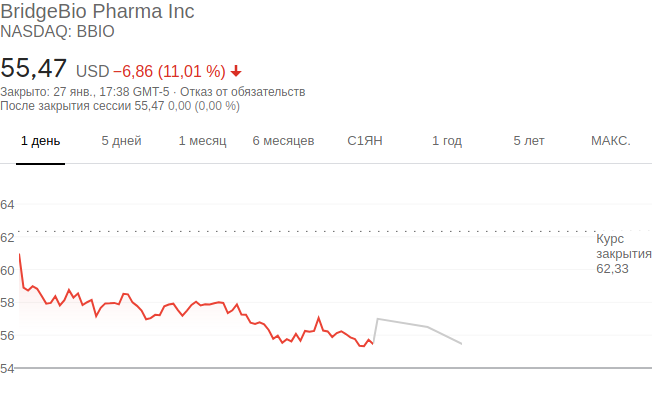 BridgeBio Pharma Inc
NASDAQ: BBIO
55,47 USD −6,86 (11,01 %)
Закрыто: 27 янв., 17:38 GMT-5 · Отказ от обязательств
После закрытия сессии 55,47 0,00 (0,00 %)
1 день 5 дней 1 месяц 6 месяцев С1ЯН 1 год 5 лет МАКС.
64
62
60
58
56
54
Курс
закрытия
62,33